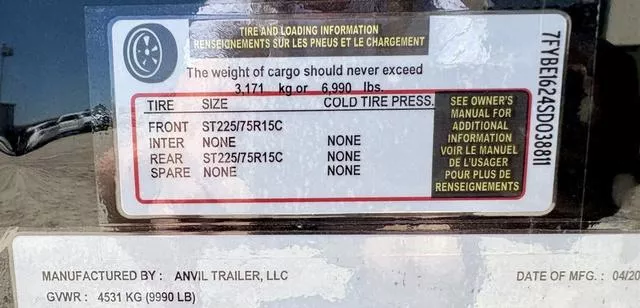 TIRE AND LOADING INFORMATION
RENSEIGNEMENTS SUR LES PNEUS ET LE CHARGEMENT
The weight of cargo should never exceed
3,171 kg or 6,990 lbs.
TIRE SIZE COLD TIRE PRESS.
FRONT ST225/75R15C
INTER NONE NONE
REAR ST225/75R15C NONE
SPARE NONE NONE
SEE OWNER'S
MANUAL FOR
ADDITIONAL
INFORMATION
VOIR LE MANUEL
DE L'USAGER
POUR PLUS DE
RENSEIGNEMENTS
7FYBE1624SD038811
MANUFACTURED BY : ANVIL TRAILER, LLC DATE OF MFG. : 04/20
GVWR : 4531 KG (9990 LB)